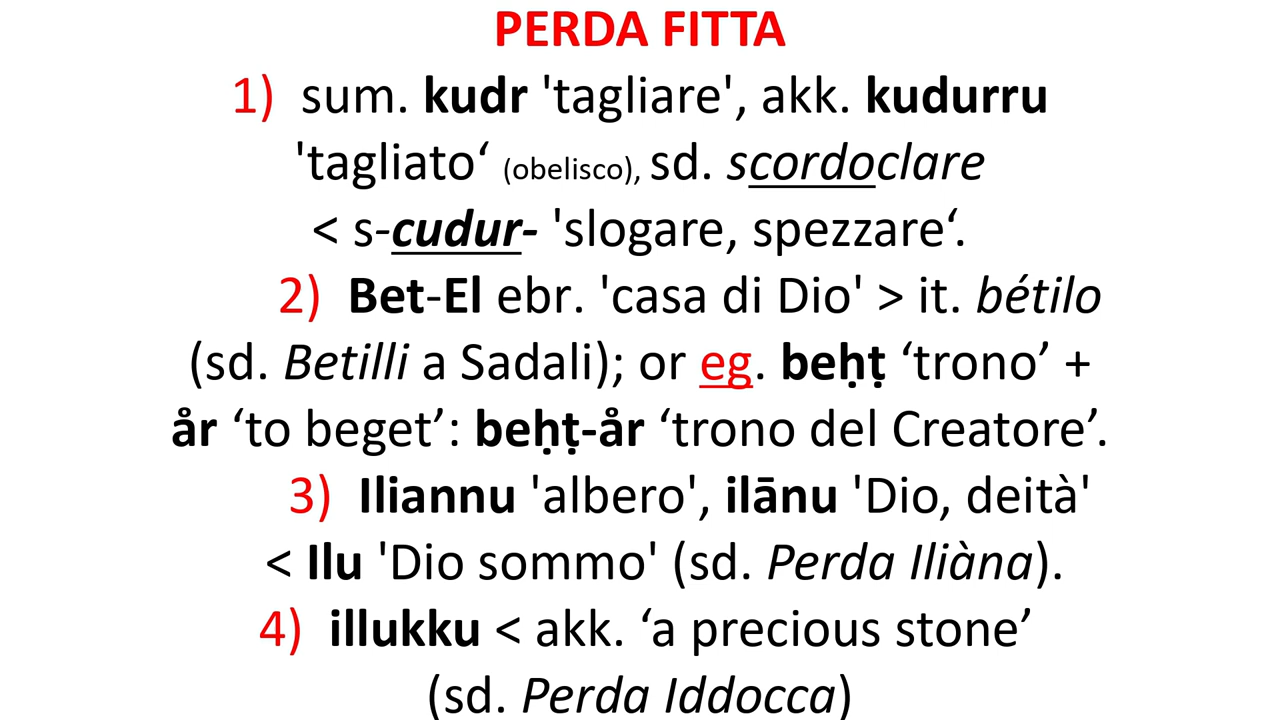 PERDA FITTA
1) sum. kudr 'tagliare', akk. kudurru
'tagliato‘ (obelisco), sd. scordoclare
< s-cudur- 'slogare, spezzare‘.
2) Bet-El ebr. 'casa di Dio' > it. bétilo
(sd. Betilli a Sadali); or eg. beḥṭ ‘trono’ +
år ‘to beget’: beḥṭ-år ‘trono del Creatore’.
3) Iliannu 'albero', ilānu 'Dio, deità'
< Ilu 'Dio sommo' (sd. Perda Iliàna).
4) illukku < akk. ‘a precious stone’
(sd. Perda Iddocca)